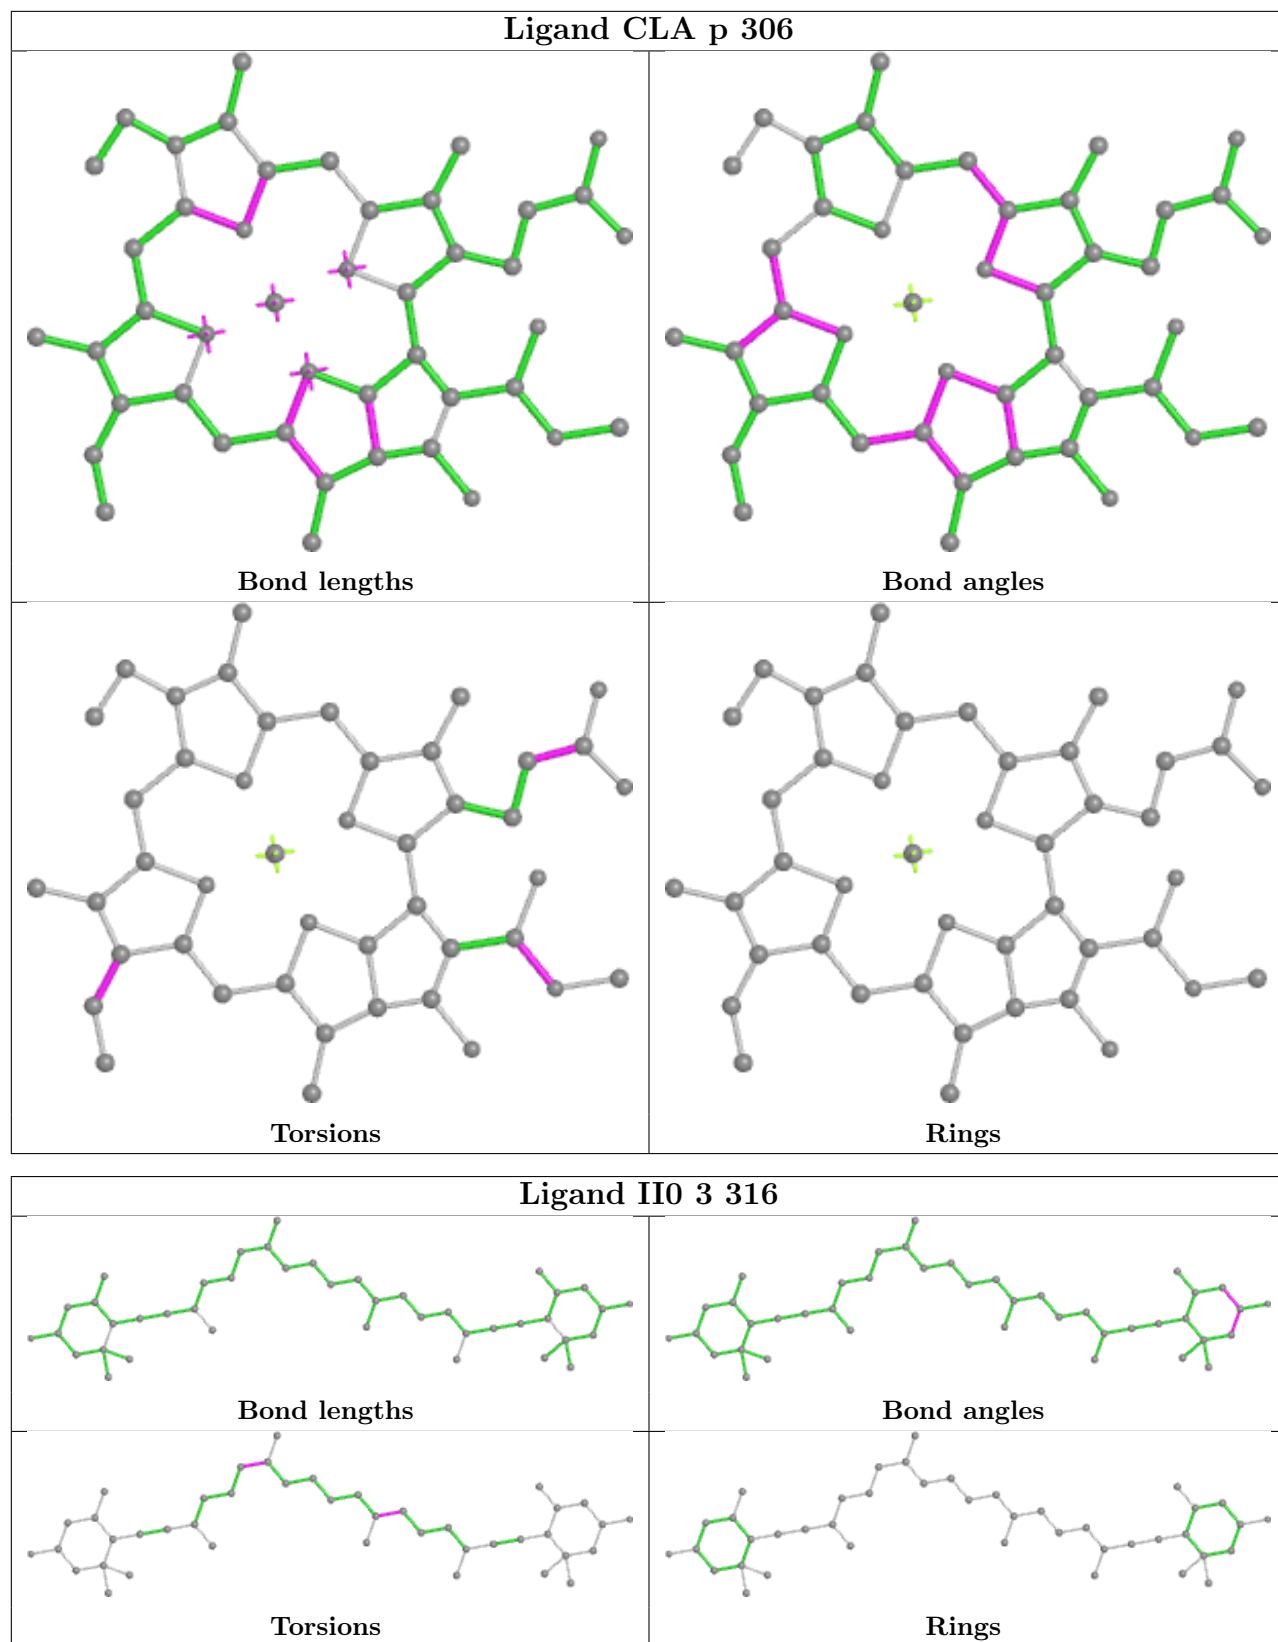 Ligand CLA p 306
Bond lengths
Bond angles
Torsions
Rings
Ligand II0 3 316
Bond lengths
Bond angles
Torsions
Rings